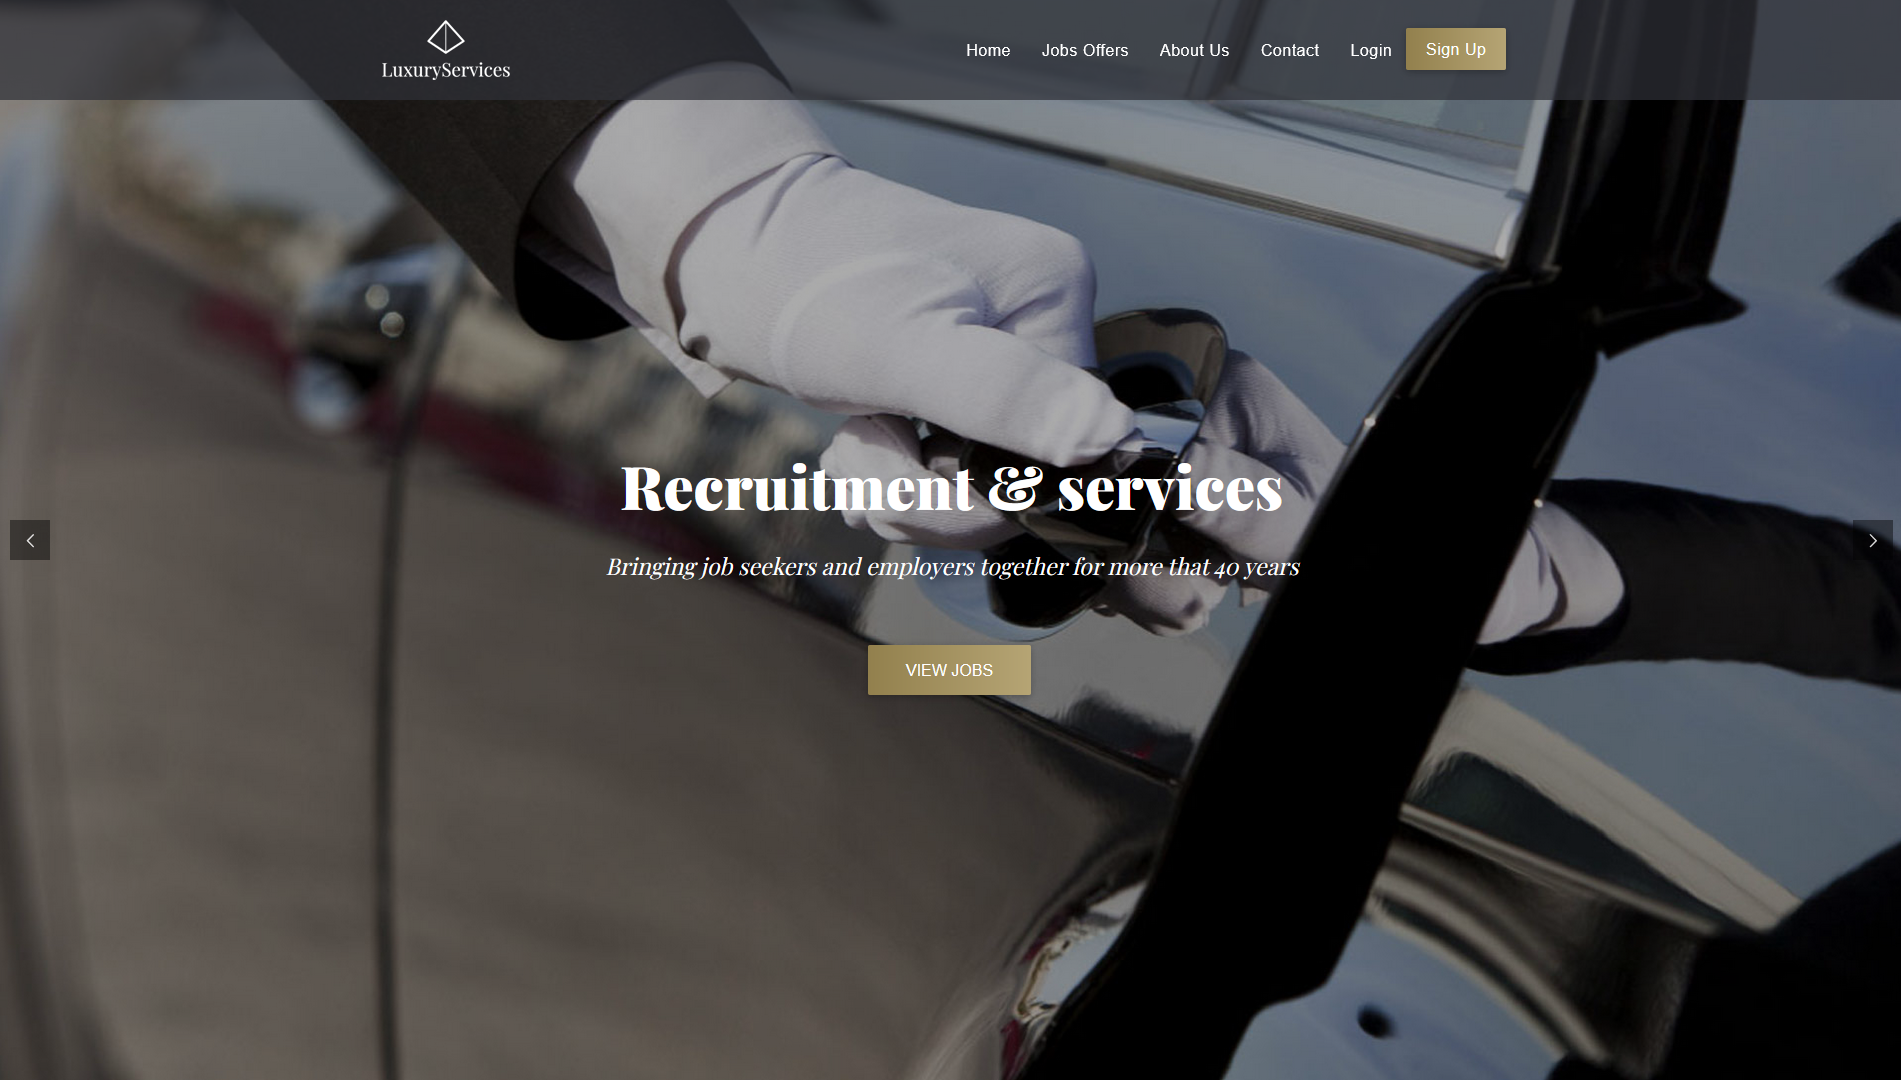 LuxuryServices
Home
Jobs Offers
About Us
Contact
Login
Sign Up
Recruitment & services
Bringing job seekers and employers together for more that 40 years
VIEW JOBS